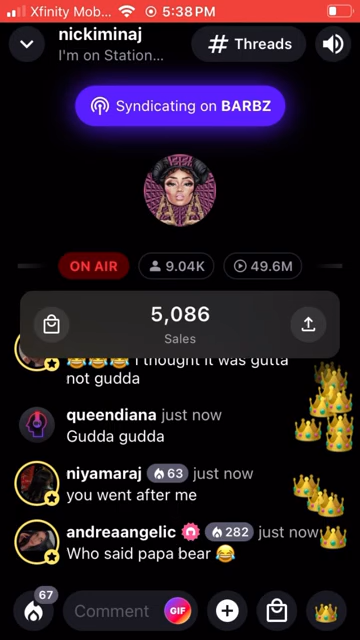 Xfinity Mob... 5:38 PM
nickiminaj
I'm on Station...
# Threads
Syndicating on BARBZ
ON AIR 9.04K 49.6M
5,086
Sales
😂😂😂 I thought it was gutta
not gudda
queendiana just now
Gudda gudda
niyamaraj 63 just now
you went after me
andreaangelic 282 just now
Who said papa bear 😂
67
Comment GIF